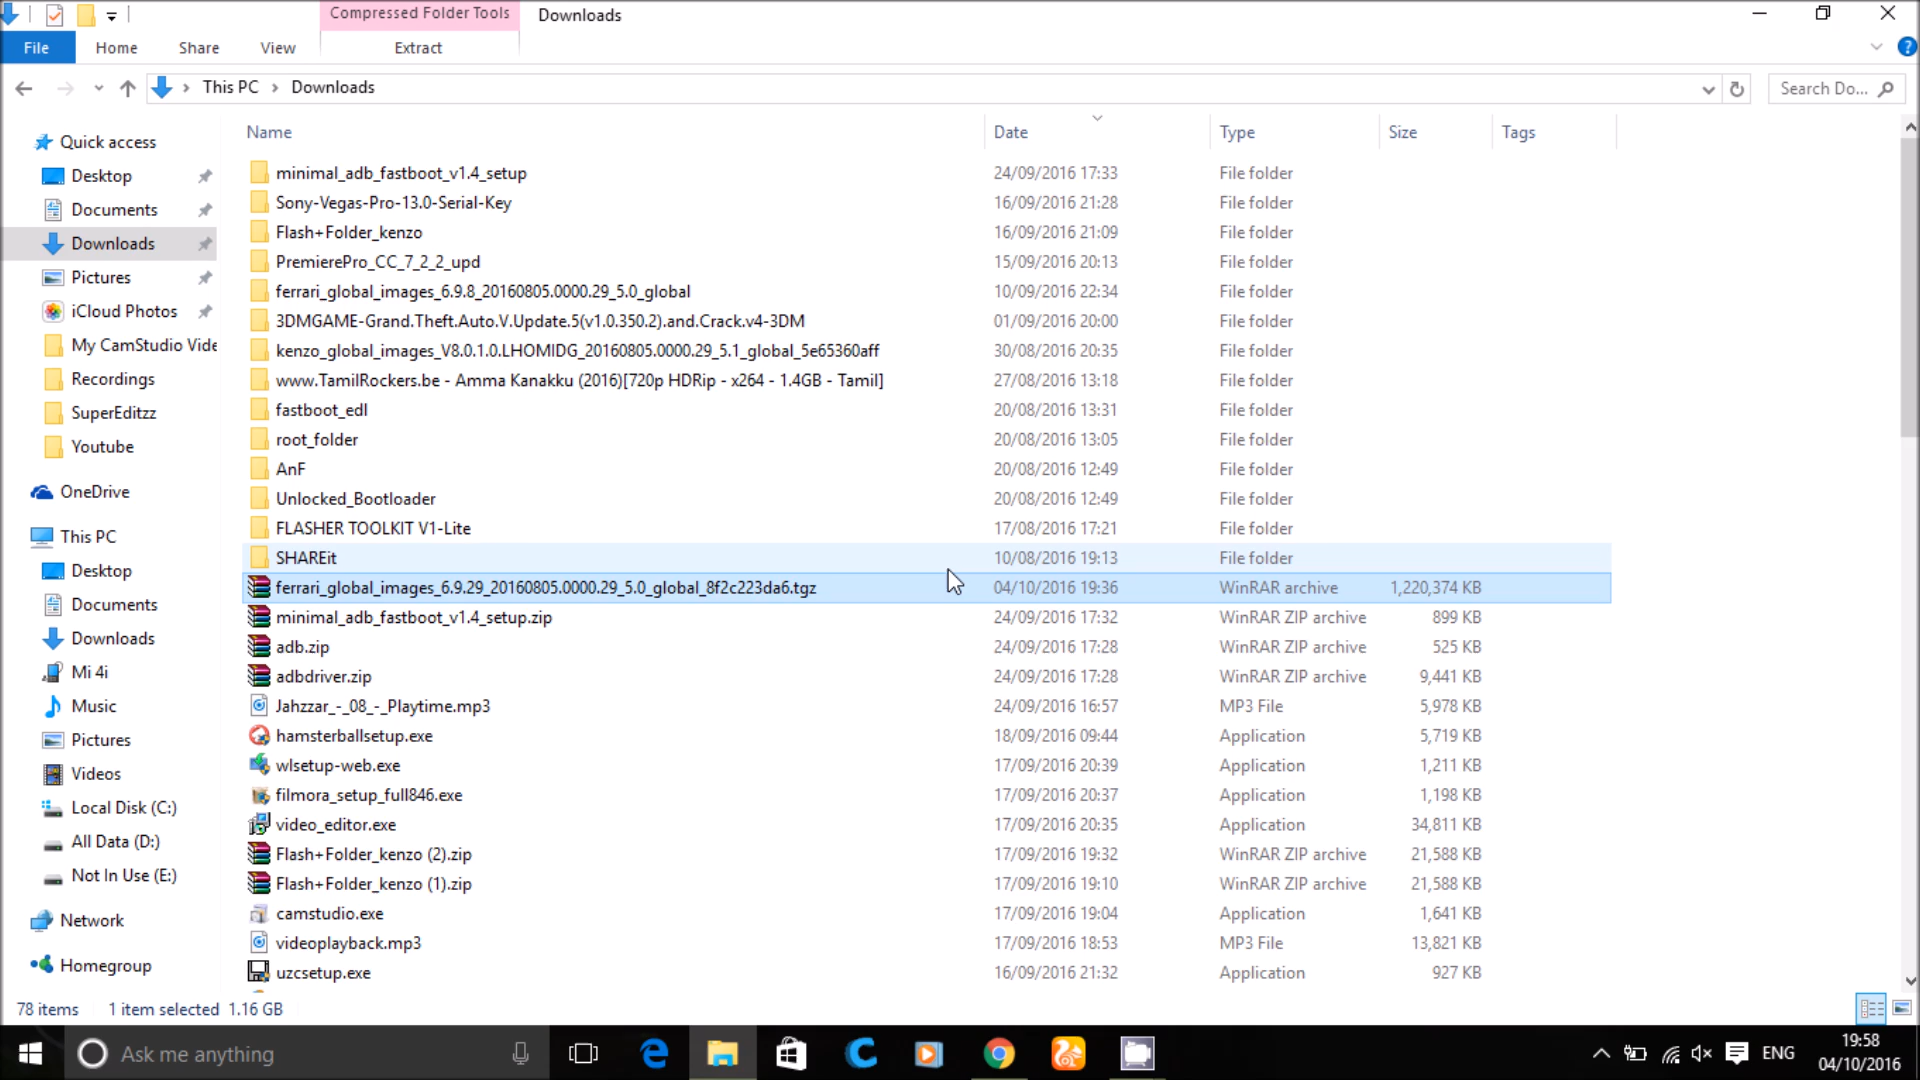 Compressed Folder Tools Downloads
File Home Share View Extract
This PC Downloads Search Do...
Name Date Type Size Tags
Quick access
Desktop
Documents
Downloads
Pictures
iCloud Photos
My CamStudio Vide
Recordings
SuperEditzz
Youtube
OneDrive
This PC
Desktop
Documents
Downloads
Mi 4i
Music
Pictures
Videos
Local Disk (C:)
All Data (D:)
Not In Use (E:)
Network
Homegroup
minimal_adb_fastboot_v1.4_setup 24/09/2016 17:33 File folder
Sony-Vegas-Pro-13.0-Serial-Key 16/09/2016 21:28 File folder
Flash+Folder_kenzo 16/09/2016 21:09 File folder
PremierePro_CC_7_2_2_upd 15/09/2016 20:13 File folder
ferrari_global_images_6.9.8_20160805.0000.29_5.0_global 10/09/2016 22:34 File folder
3DMGAME-Grand.Theft.Auto.V.Update.5(v1.0.350.2).and.Crack.v4-3DM 01/09/2016 20:00 File folder
kenzo_global_images_V8.0.1.0.LHOMIDG_20160805.0000.29_5.1_global_5e65360aff 30/08/2016 20:35 File folder
www.TamilRockers.be - Amma Kanakku (2016)[720p HDRip - x264 - 1.4GB - Tamil] 27/08/2016 13:18 File folder
fastboot_edl 20/08/2016 13:31 File folder
root_folder 20/08/2016 13:05 File folder
AnF 20/08/2016 12:49 File folder
Unlocked_Bootloader 20/08/2016 12:49 File folder
FLASHER TOOLKIT V1-Lite 17/08/2016 17:21 File folder
SHAREit 10/08/2016 19:13 File folder
ferrari_global_images_6.9.29_20160805.0000.29_5.0_global_8f2c223da6.tgz 04/10/2016 19:36 WinRAR archive 1,220,374 KB
minimal_adb_fastboot_v1.4_setup.zip 24/09/2016 17:32 WinRAR ZIP archive 899 KB
adb.zip 24/09/2016 17:28 WinRAR ZIP archive 525 KB
adbdriver.zip 24/09/2016 17:28 WinRAR ZIP archive 9,441 KB
Jahzzar_-_08_-_Playtime.mp3 24/09/2016 16:57 MP3 File 5,978 KB
hamsterballsetup.exe 18/09/2016 09:44 Application 5,719 KB
wlsetup-web.exe 17/09/2016 20:39 Application 1,211 KB
filmora_setup_full846.exe 17/09/2016 20:37 Application 1,198 KB
video_editor.exe 17/09/2016 20:35 Application 34,811 KB
Flash+Folder_kenzo (2).zip 17/09/2016 19:32 WinRAR ZIP archive 21,588 KB
Flash+Folder_kenzo (1).zip 17/09/2016 19:10 WinRAR ZIP archive 21,588 KB
camstudio.exe 17/09/2016 19:04 Application 1,641 KB
videoplayback.mp3 17/09/2016 18:53 MP3 File 13,821 KB
uzcsetup.exe 16/09/2016 21:32 Application 927 KB
78 items 1 item selected 1.16 GB
Ask me anything ENG 19:58
04/10/2016